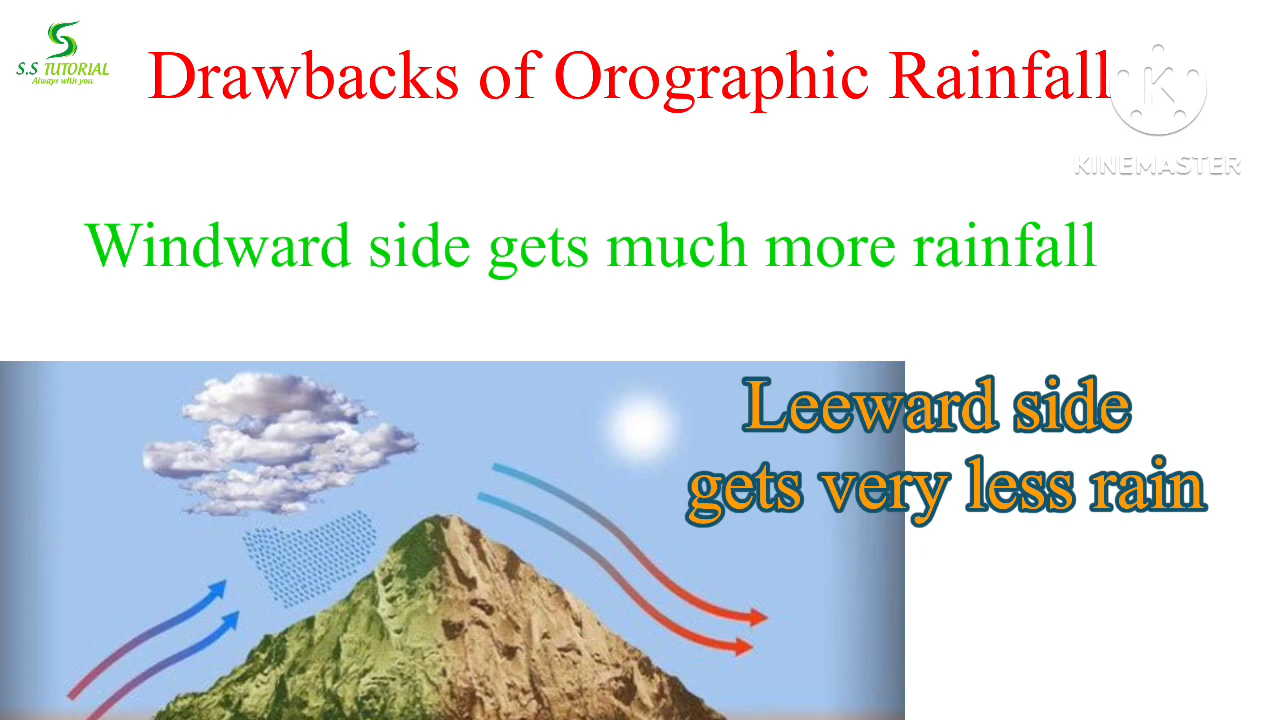 S.S TUTORIAL
Always with you
Drawbacks of Orographic Rainfall
K
KINEMASTER
Windward side gets much more rainfall
Leeward side
gets very less rain